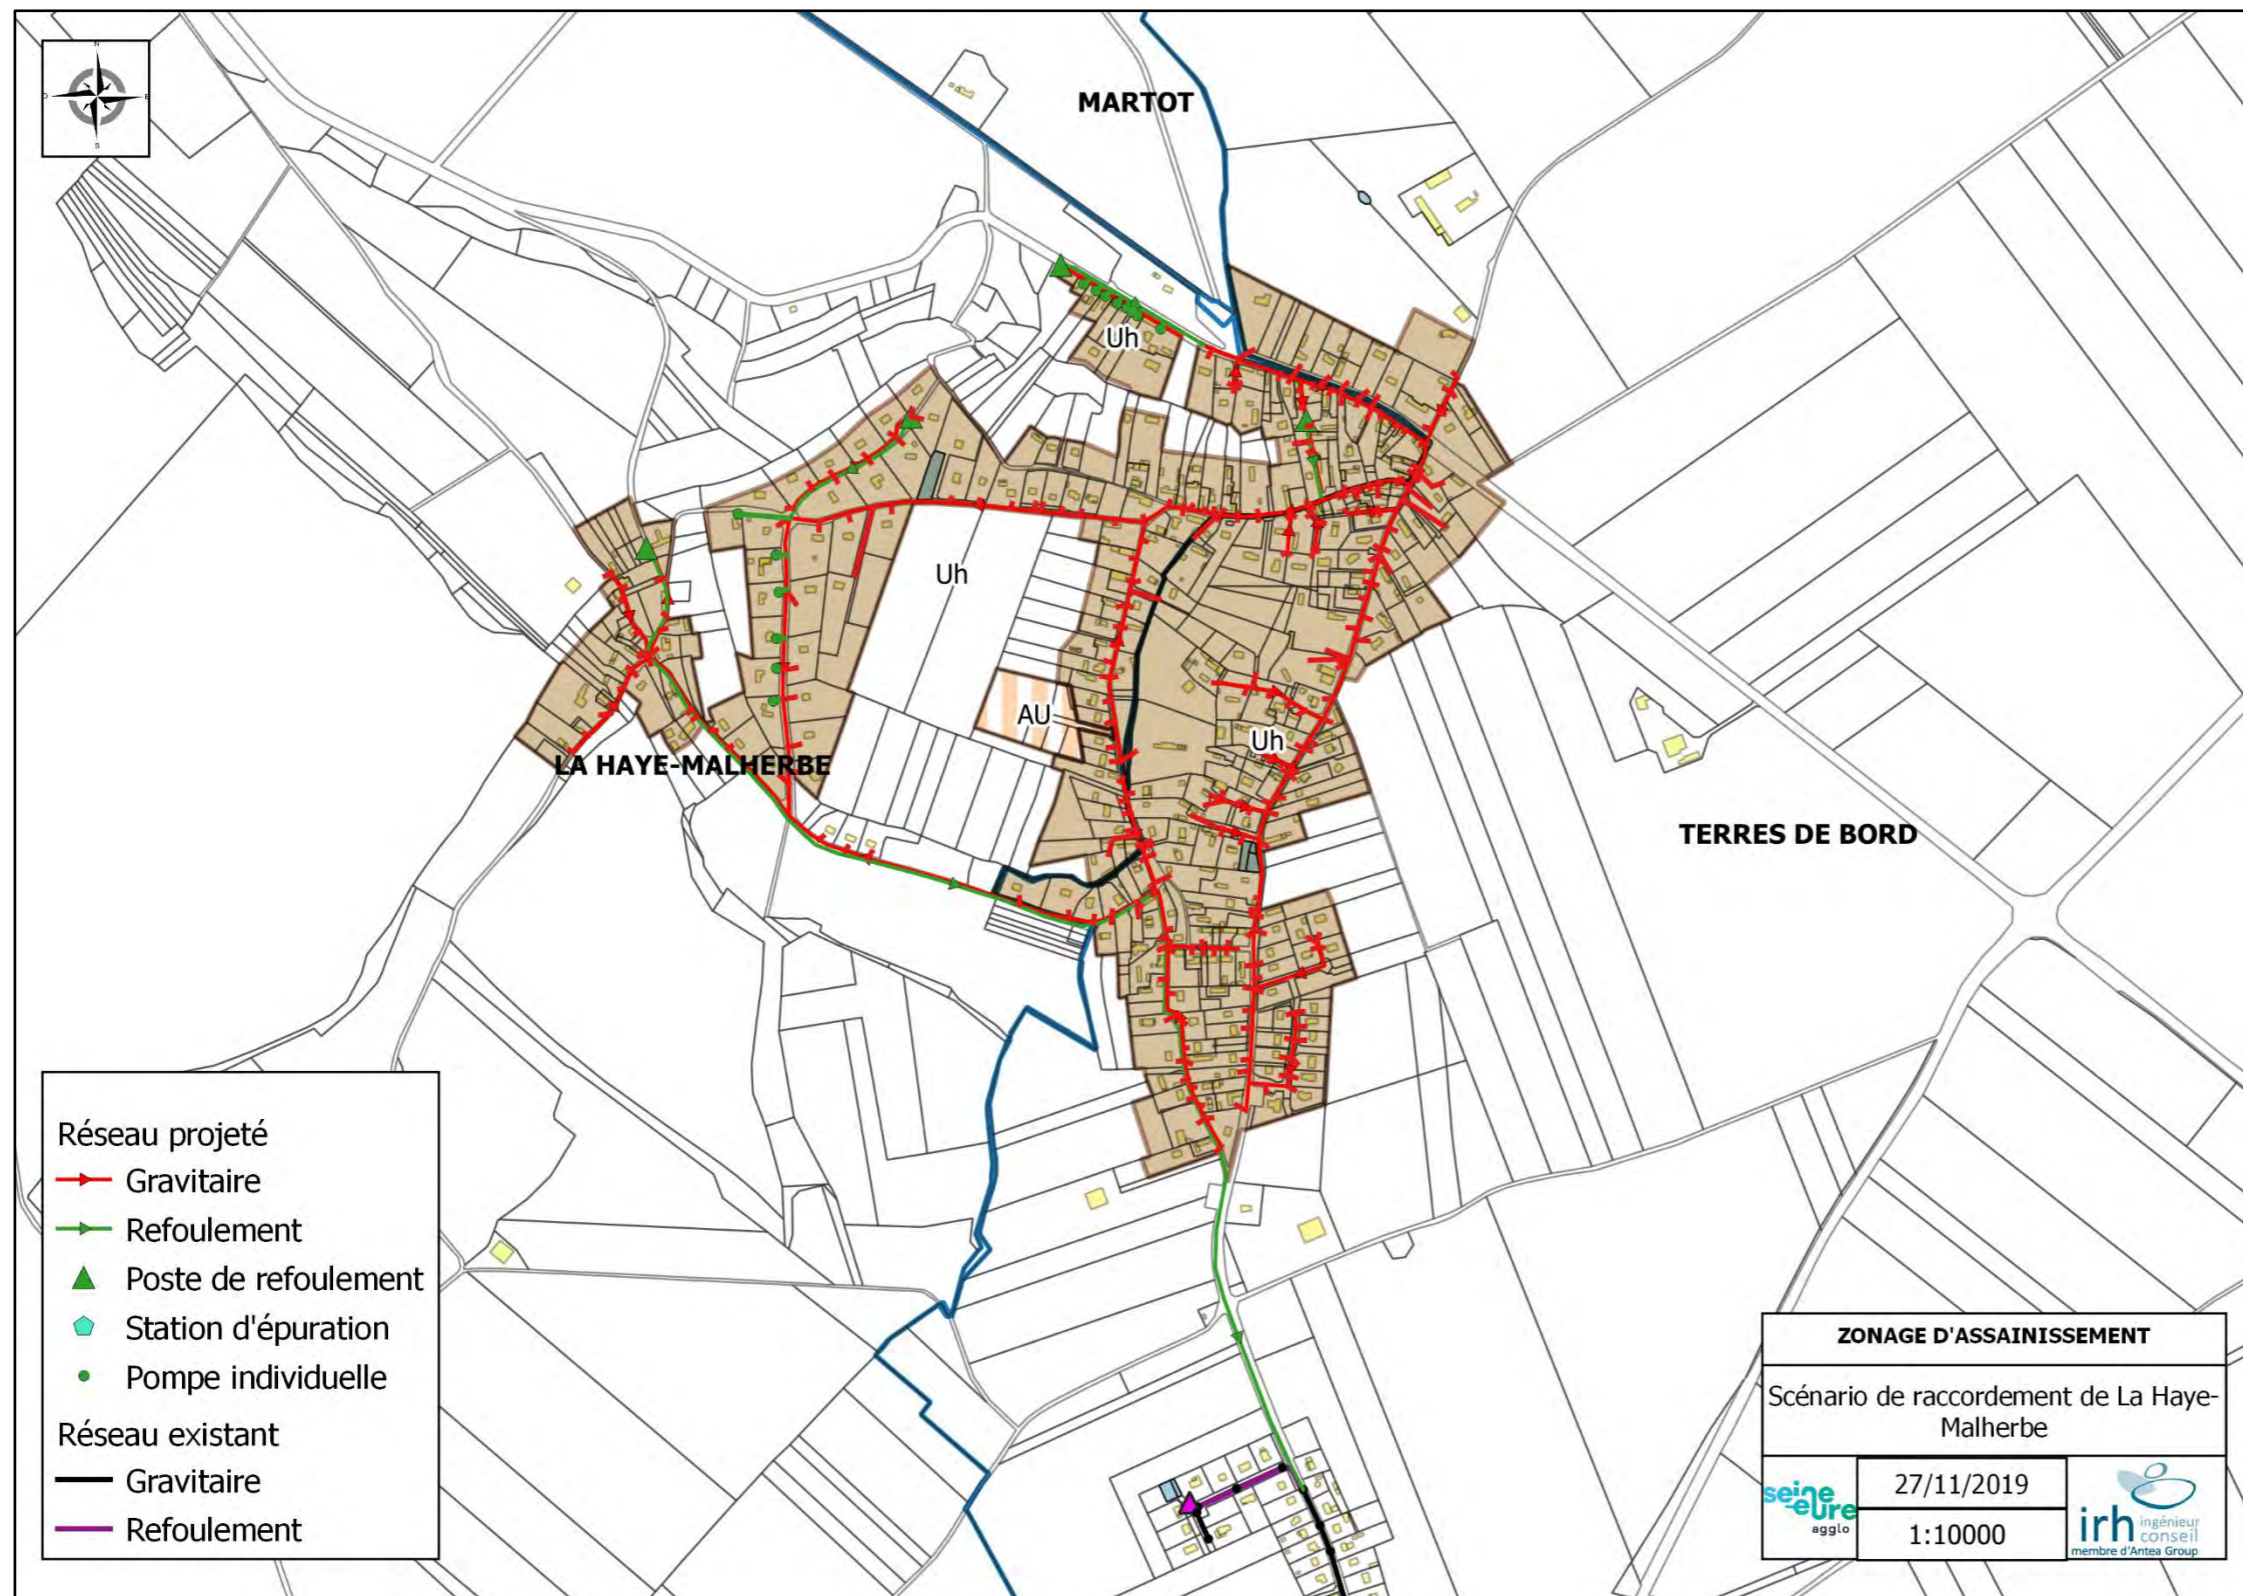 N
O
E
S
MARTOT
Uh
Uh
AU
Uh
LA HAYE-MALHERBE
TERRES DE BORD
Réseau projeté
Gravitaire
Refoulement
Poste de refoulement
Station d'épuration
Pompe individuelle
Réseau existant
Gravitaire
Refoulement
ZONAGE D'ASSAINISSEMENT
Scénario de raccordement de La Haye-
Malherbe
seine
-eure
agglo
27/11/2019
1:10000
irh ingénieur
conseil
membre d'Antea Group